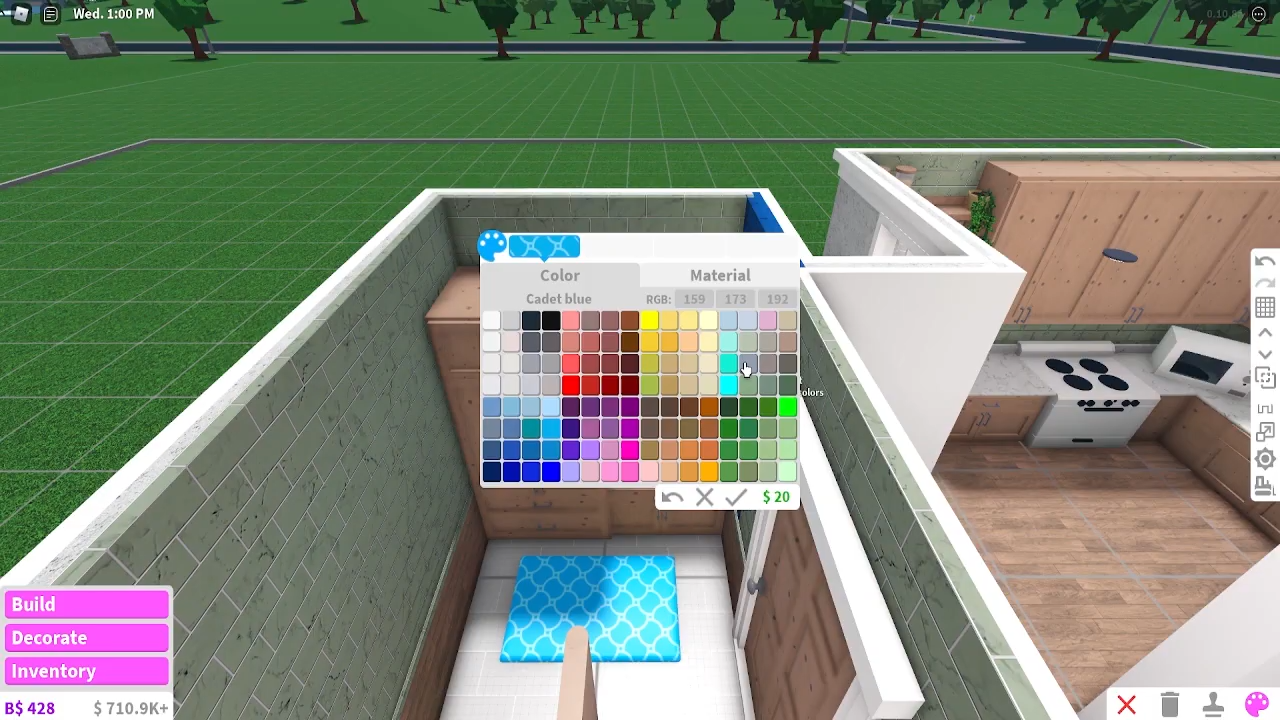 Wed. 1:00 PM
Color
Material
Cadet blue
RGB: 159 173 192
colors
$ 20
Build
Decorate
Inventory
B$ 428
$ 710.9K+